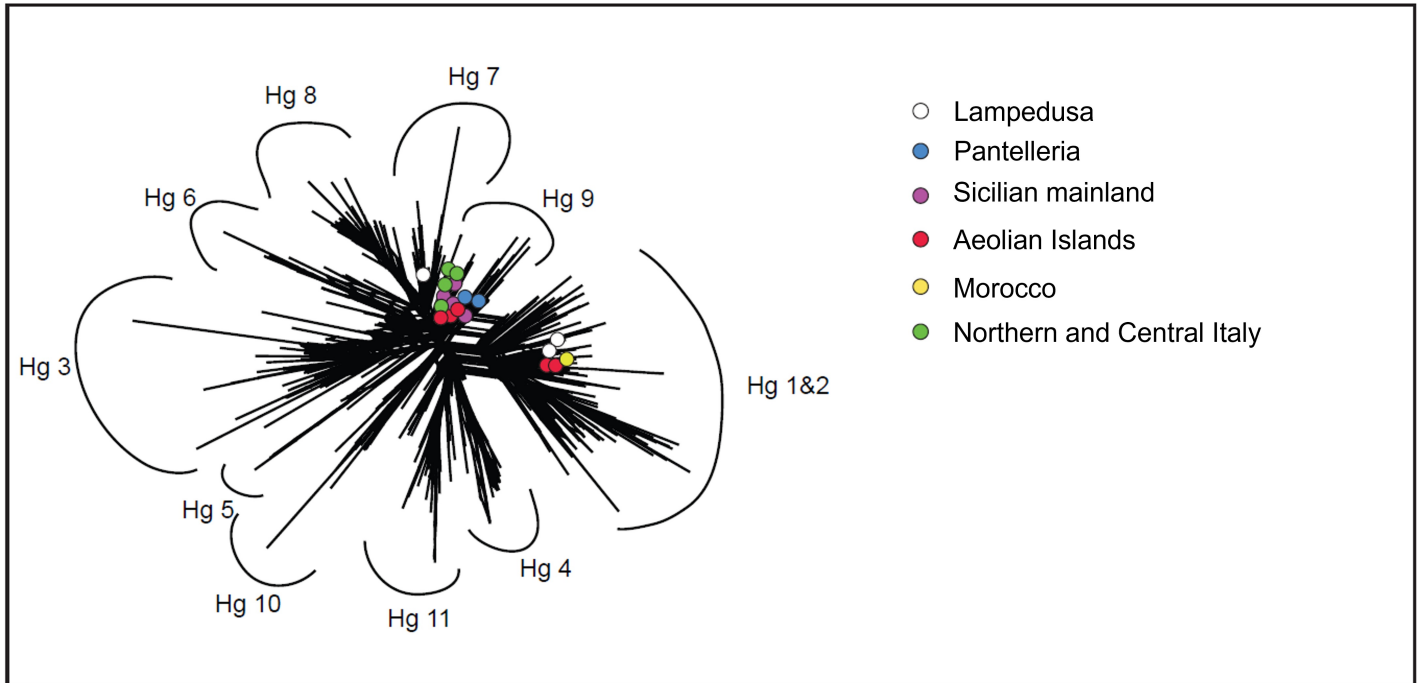 Hg 7
Hg 8
Hg 6
Hg 9
Hg 3
Hg 1&2
Hg 5
Hg 4
Hg 10
Hg 11
Lampedusa
Pantelleria
Sicilian mainland
Aeolian Islands
Morocco
Northern and Central Italy